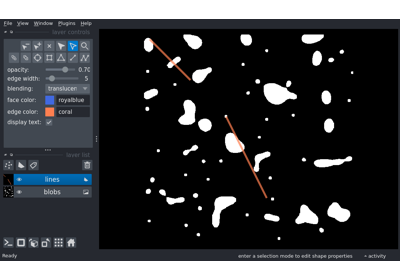 File View Window Plugins Help
layer controls
opacity: 0.70
edge width: 5
blending: translucen
face color: royalblue
edge color: coral
display text:
layer list
lines
blobs
Ready enter a selection mode to edit shape properties activity